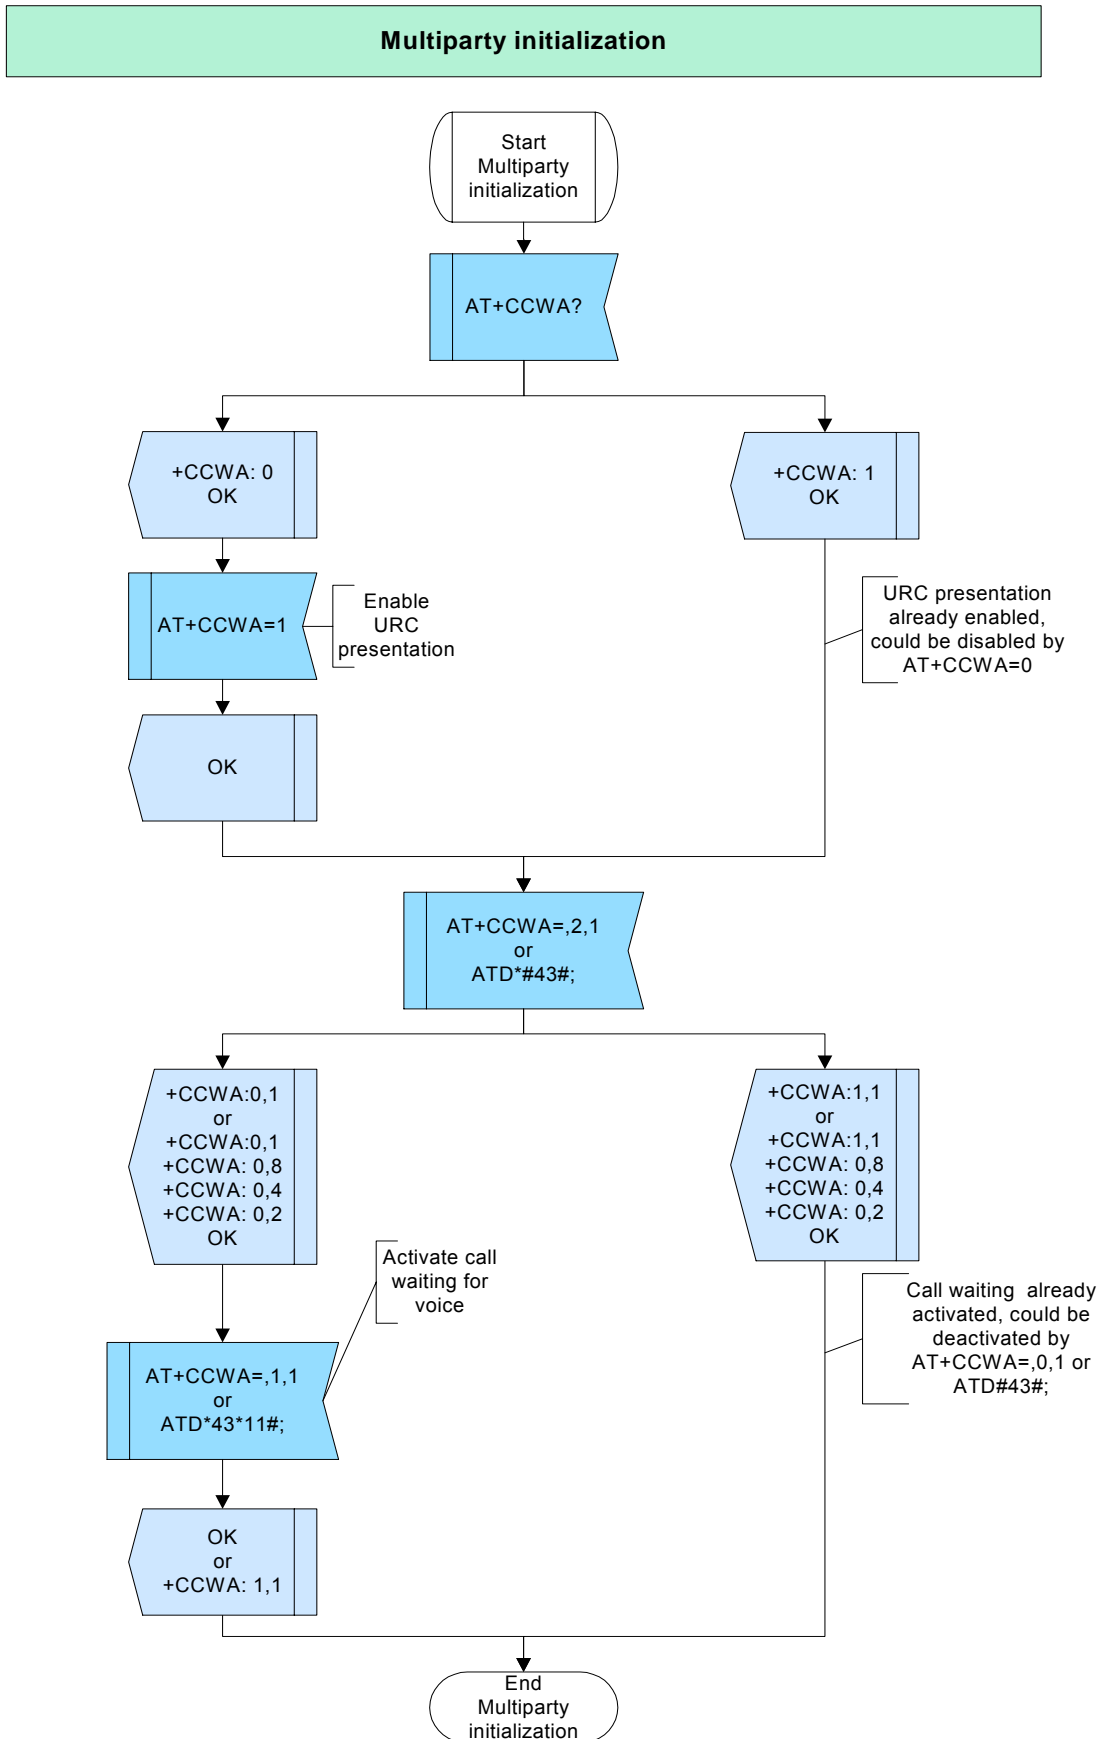 Multiparty initialization
Start
Multiparty
initialization
AT+CCWA?
+CCWA: 0
OK
+CCWA: 1
OK
AT+CCWA=1
Enable
URC
presentation
URC presentation
already enabled,
could be disabled by
AT+CCWA=0
OK
AT+CCWA=,2,1
or
ATD*#43#;
+CCWA:0,1
or
+CCWA:0,1
+CCWA: 0,8
+CCWA: 0,4
+CCWA: 0,2
OK
+CCWA:1,1
or
+CCWA:1,1
+CCWA: 0,8
+CCWA: 0,4
+CCWA: 0,2
OK
Activate call
waiting for
voice
Call waiting already
activated, could be
deactivated by
AT+CCWA=,0,1 or
ATD#43#;
AT+CCWA=,1,1
or
ATD*43*11#;
OK
or
+CCWA: 1,1
End
Multiparty
initialization